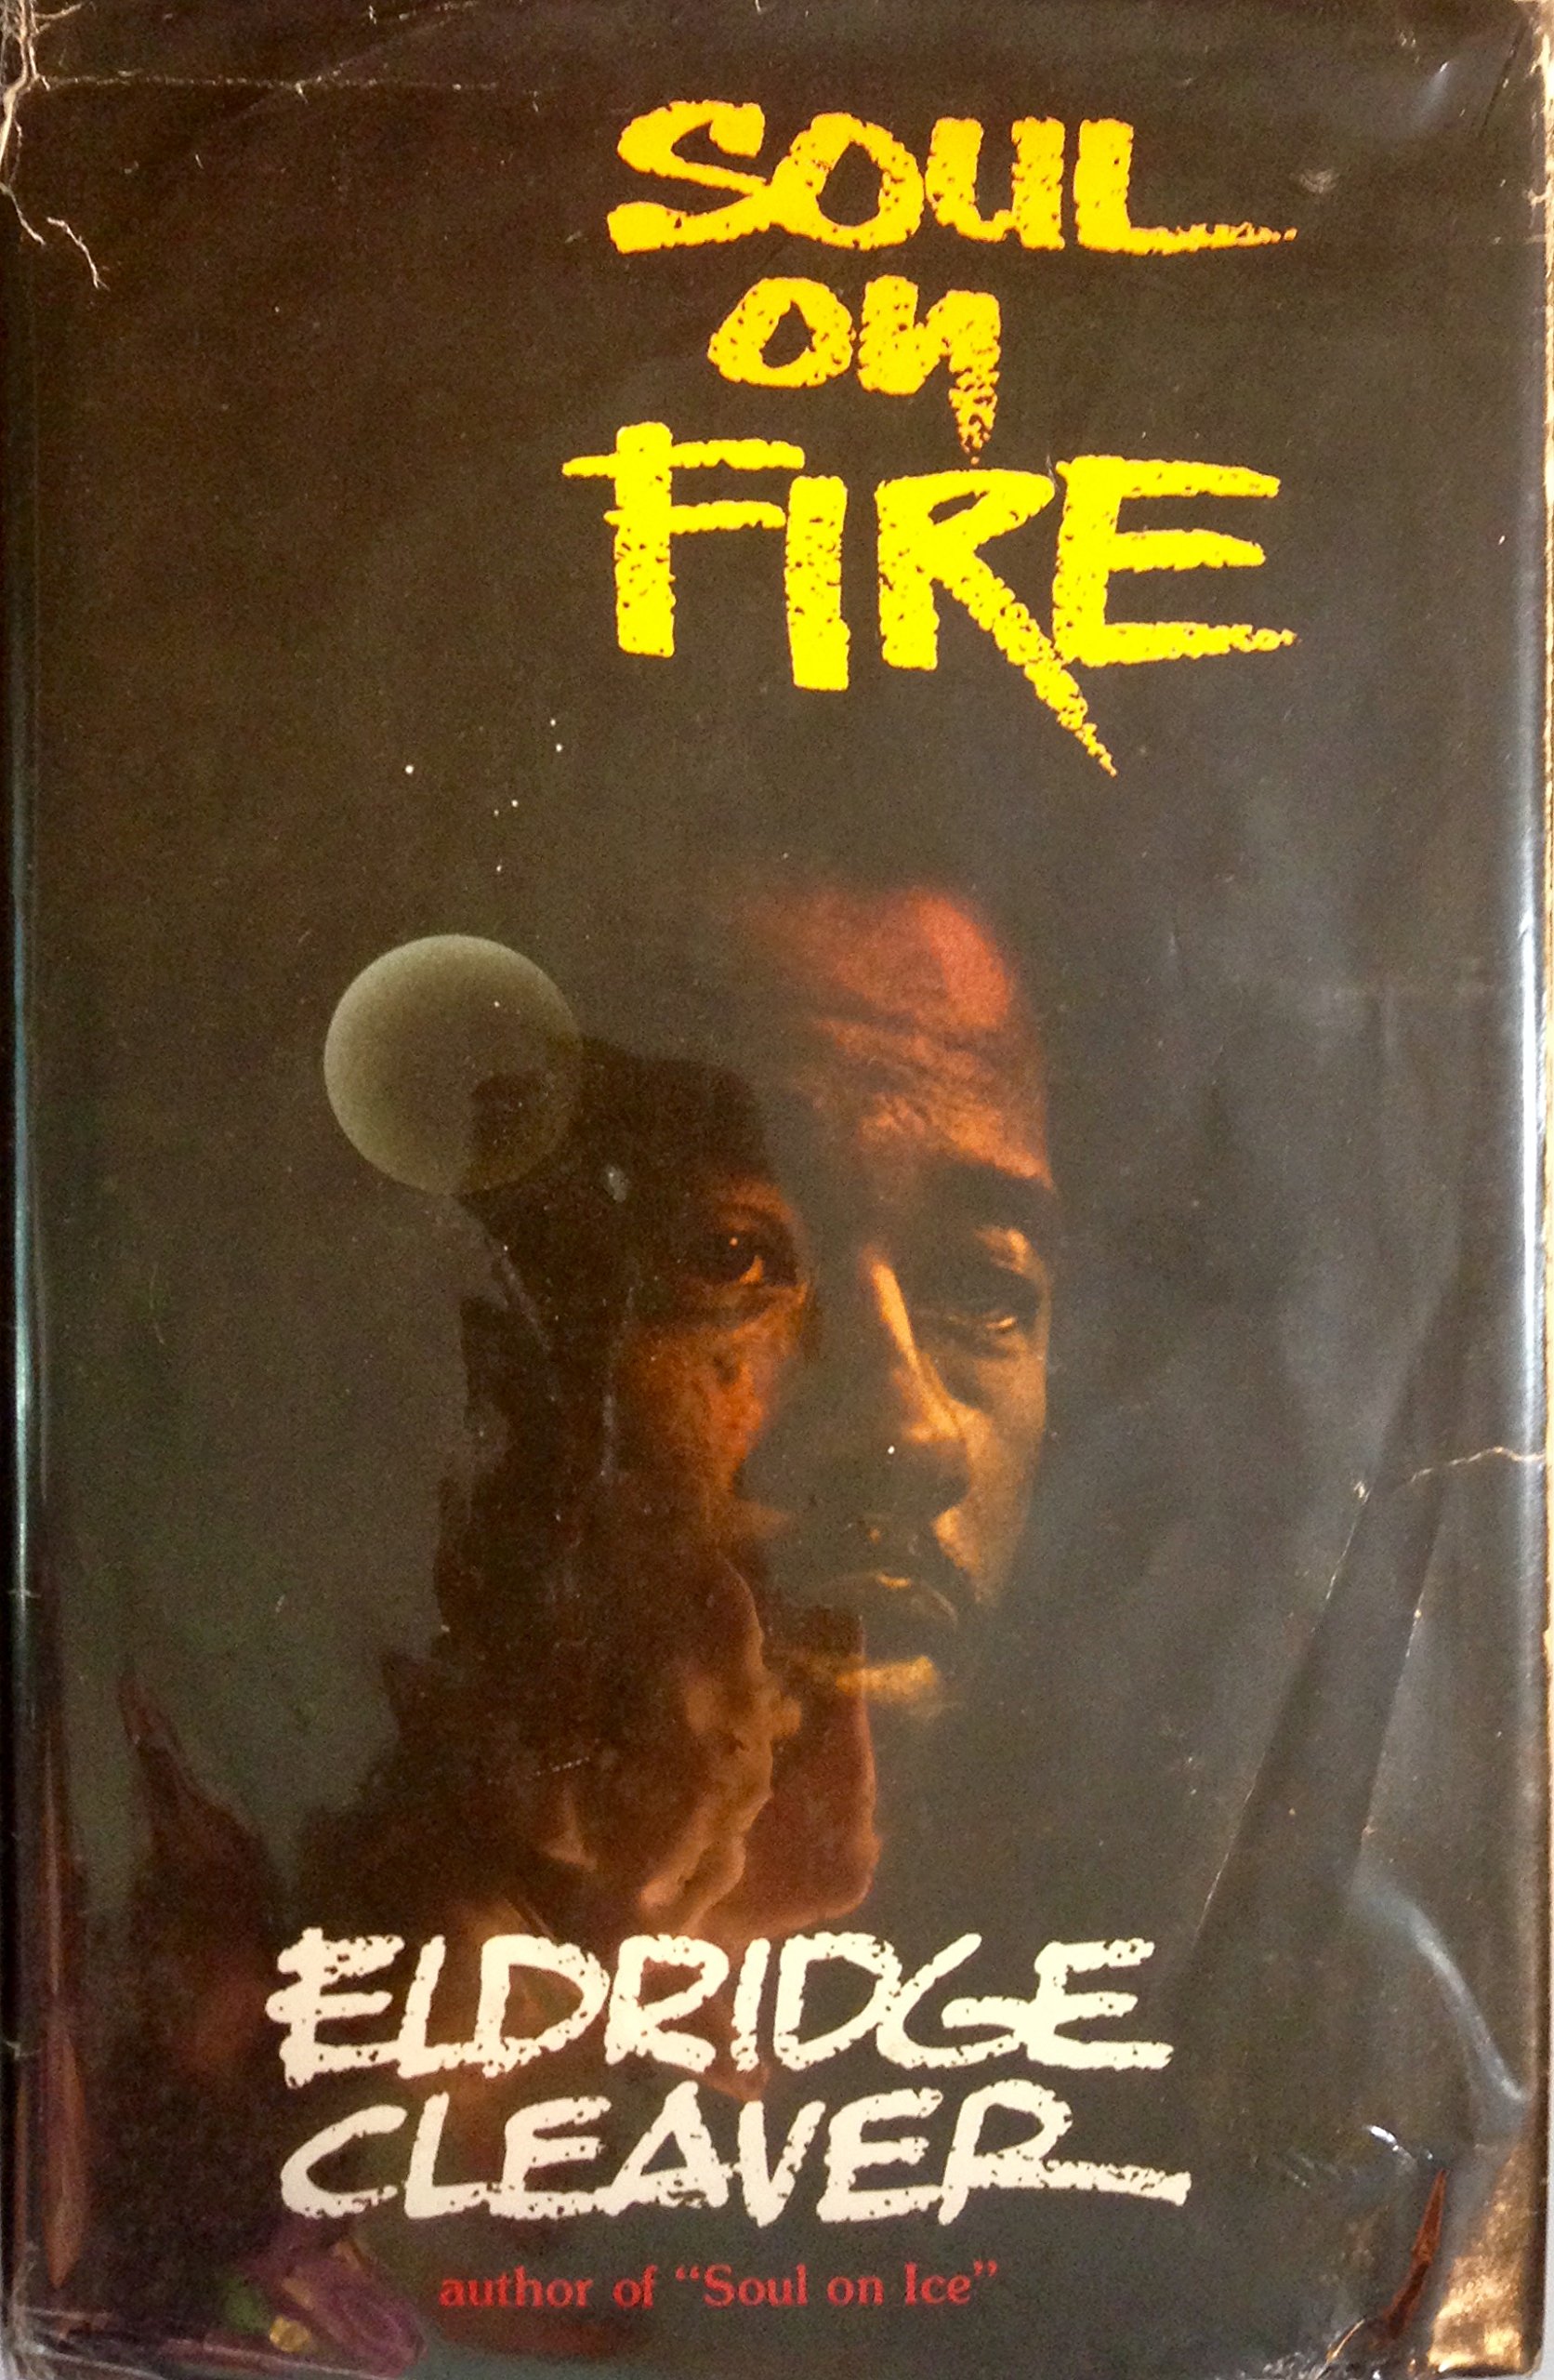 SOUL
on
FIRE
ELDRIDGE
CLEAVER
author of “Soul on Ice”